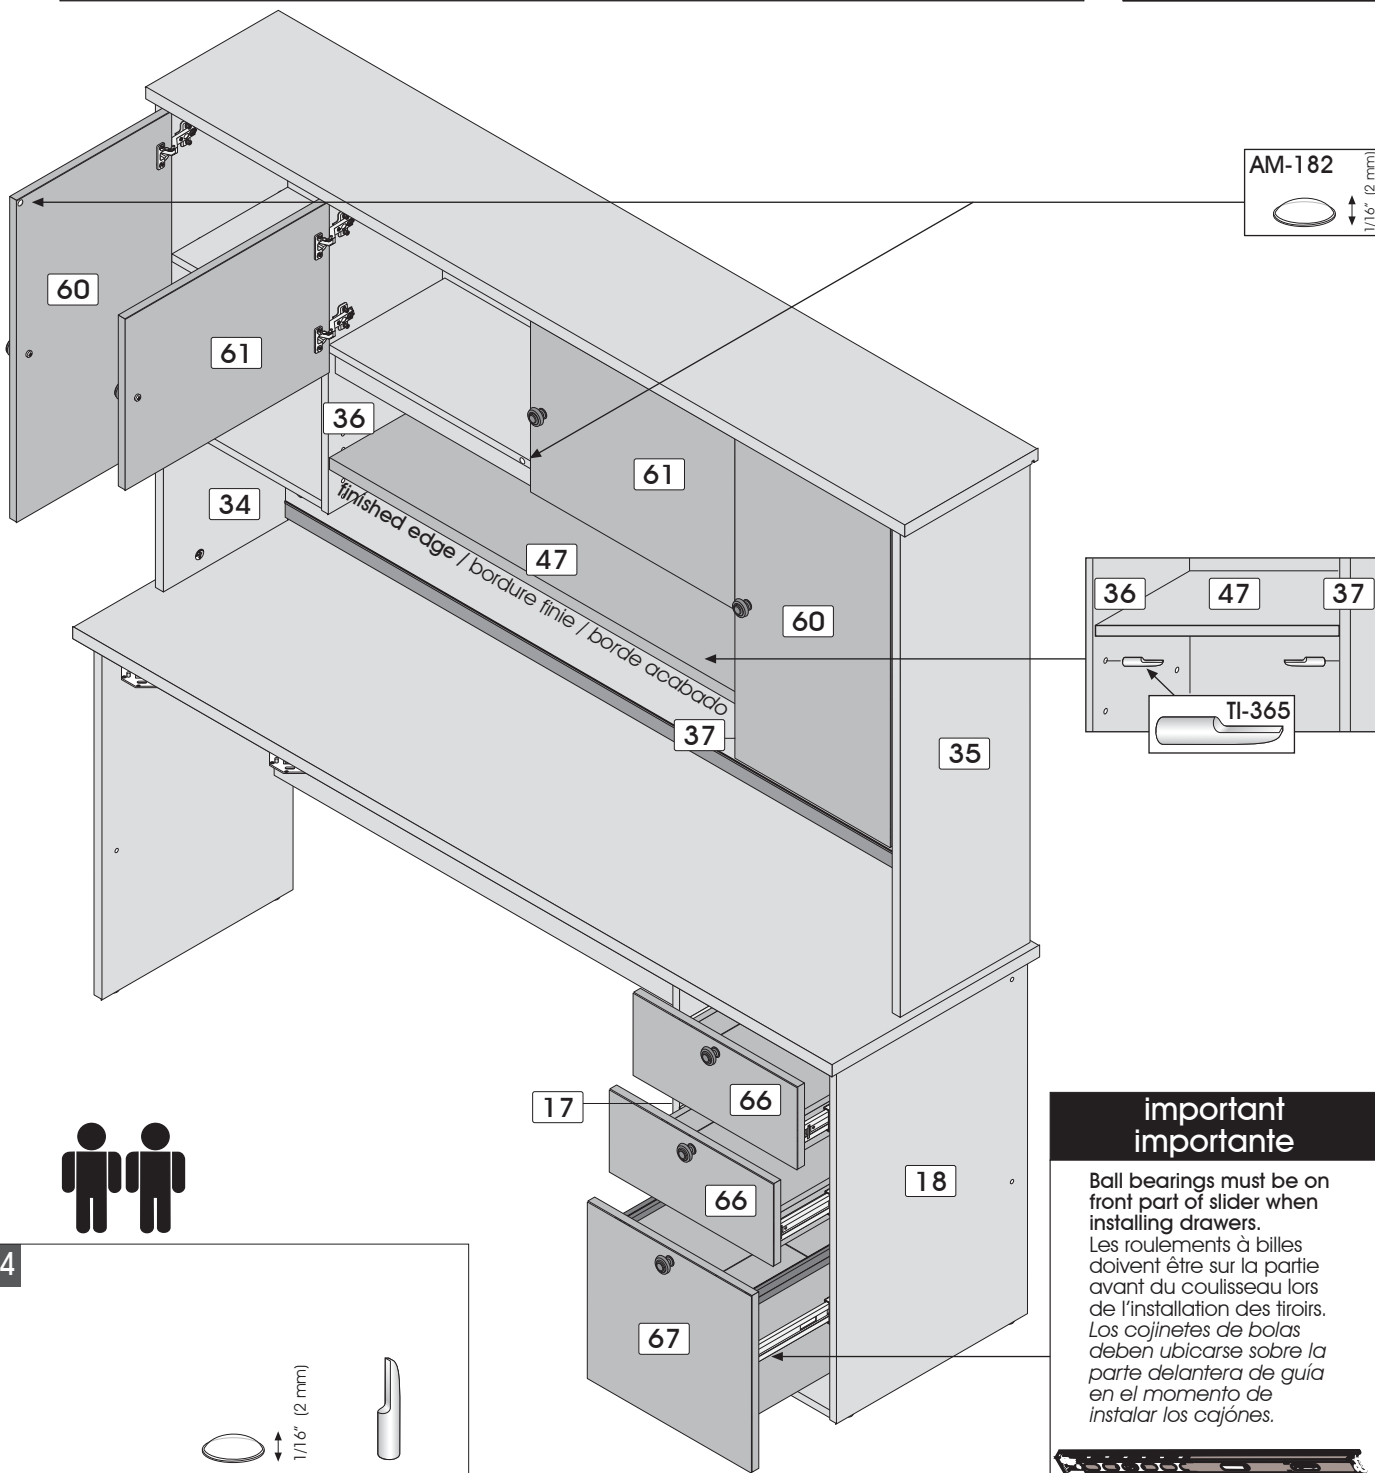 AM-182
1/16" (2 mm)
60
61
36
61
34
finished edge / bordure finie / borde acabado
47
60
36
47
37
TI-365
37
35
17
66
66
18
67
important
importante
Ball bearings must be on
front part of slider when
installing drawers.
Les roulements à billes
doivent être sur la partie
avant du coulisseau lors
de l'installation des tiroirs.
Los cojinetes de bolas
deben ubicarse sobre la
parte delantera de guía
en el momento de
instalar los cajónes.
4
1/16" (2 mm)